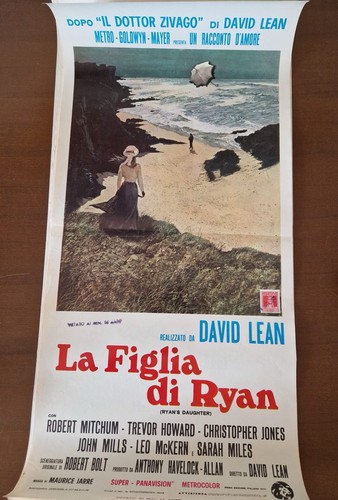 DOPO "IL DOTTOR ZIVAGO" DI DAVID LEAN
METRO-GOLDWYN-MAYER PRESENTA UN RACCONTO D'AMORE
REALIZZATO DA DAVID LEAN
La Figlia
di Ryan
(RYAN'S DAUGHTER)
CON
ROBERT MITCHUM - TREVOR HOWARD - CHRISTOPHER JONES
JOHN MILLS - LEO McKERN E SARAH MILES
SCENEGGIATURA ORIGINALE DI ROBERT BOLT PRODOTTO DA ANTHONY HAVELOCK-ALLAN DIRETTO DA DAVID LEAN
MUSICA DI MAURICE JARRE SUPER - PANAVISION METROCOLOR